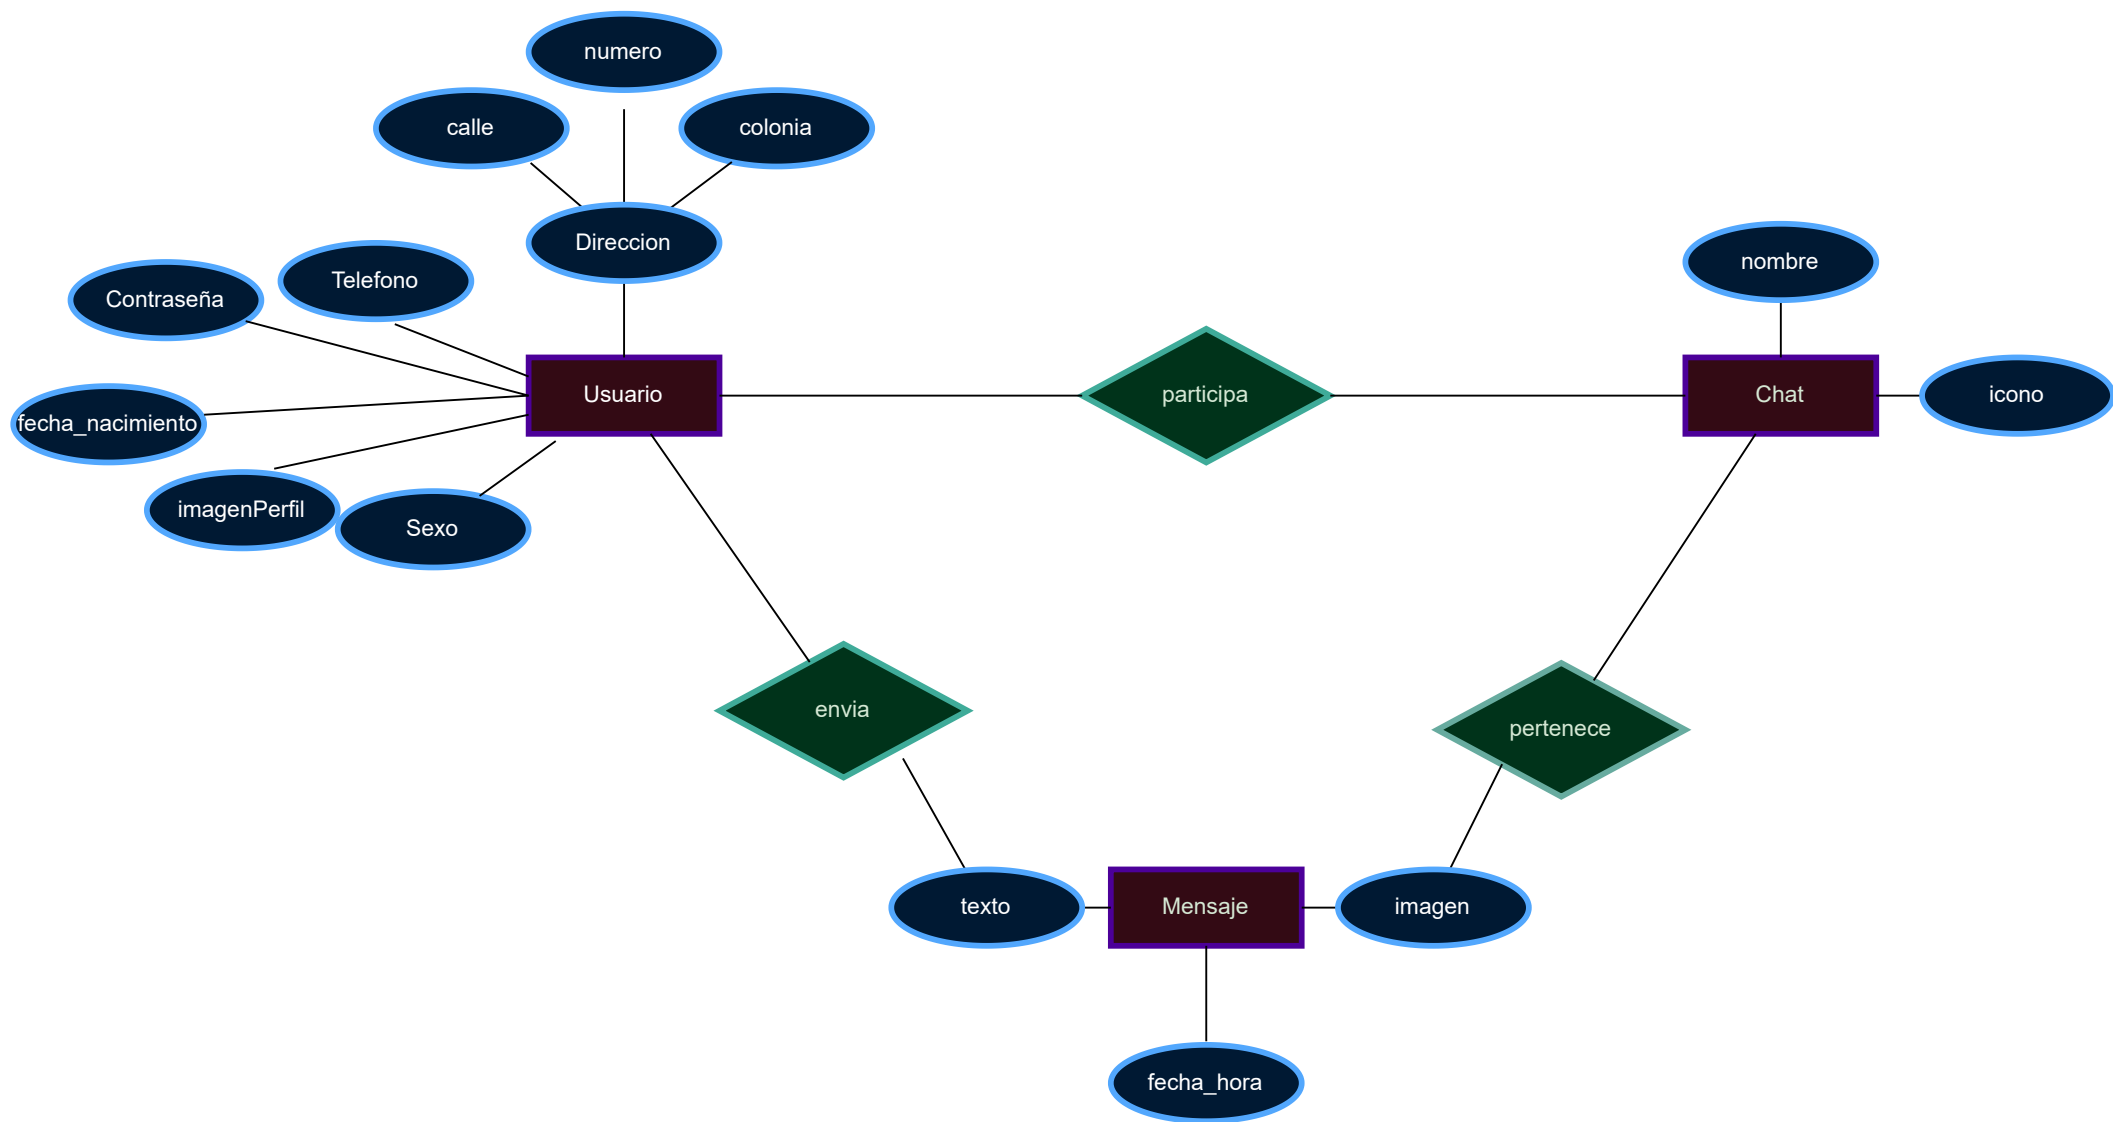 numero
calle
colonia
Direccion
nombre
Telefono
Contraseña
Usuario
participa
Chat
icono
fecha_nacimiento
imagenPerfil
Sexo
envia
pertenece
texto
Mensaje
imagen
fecha_hora